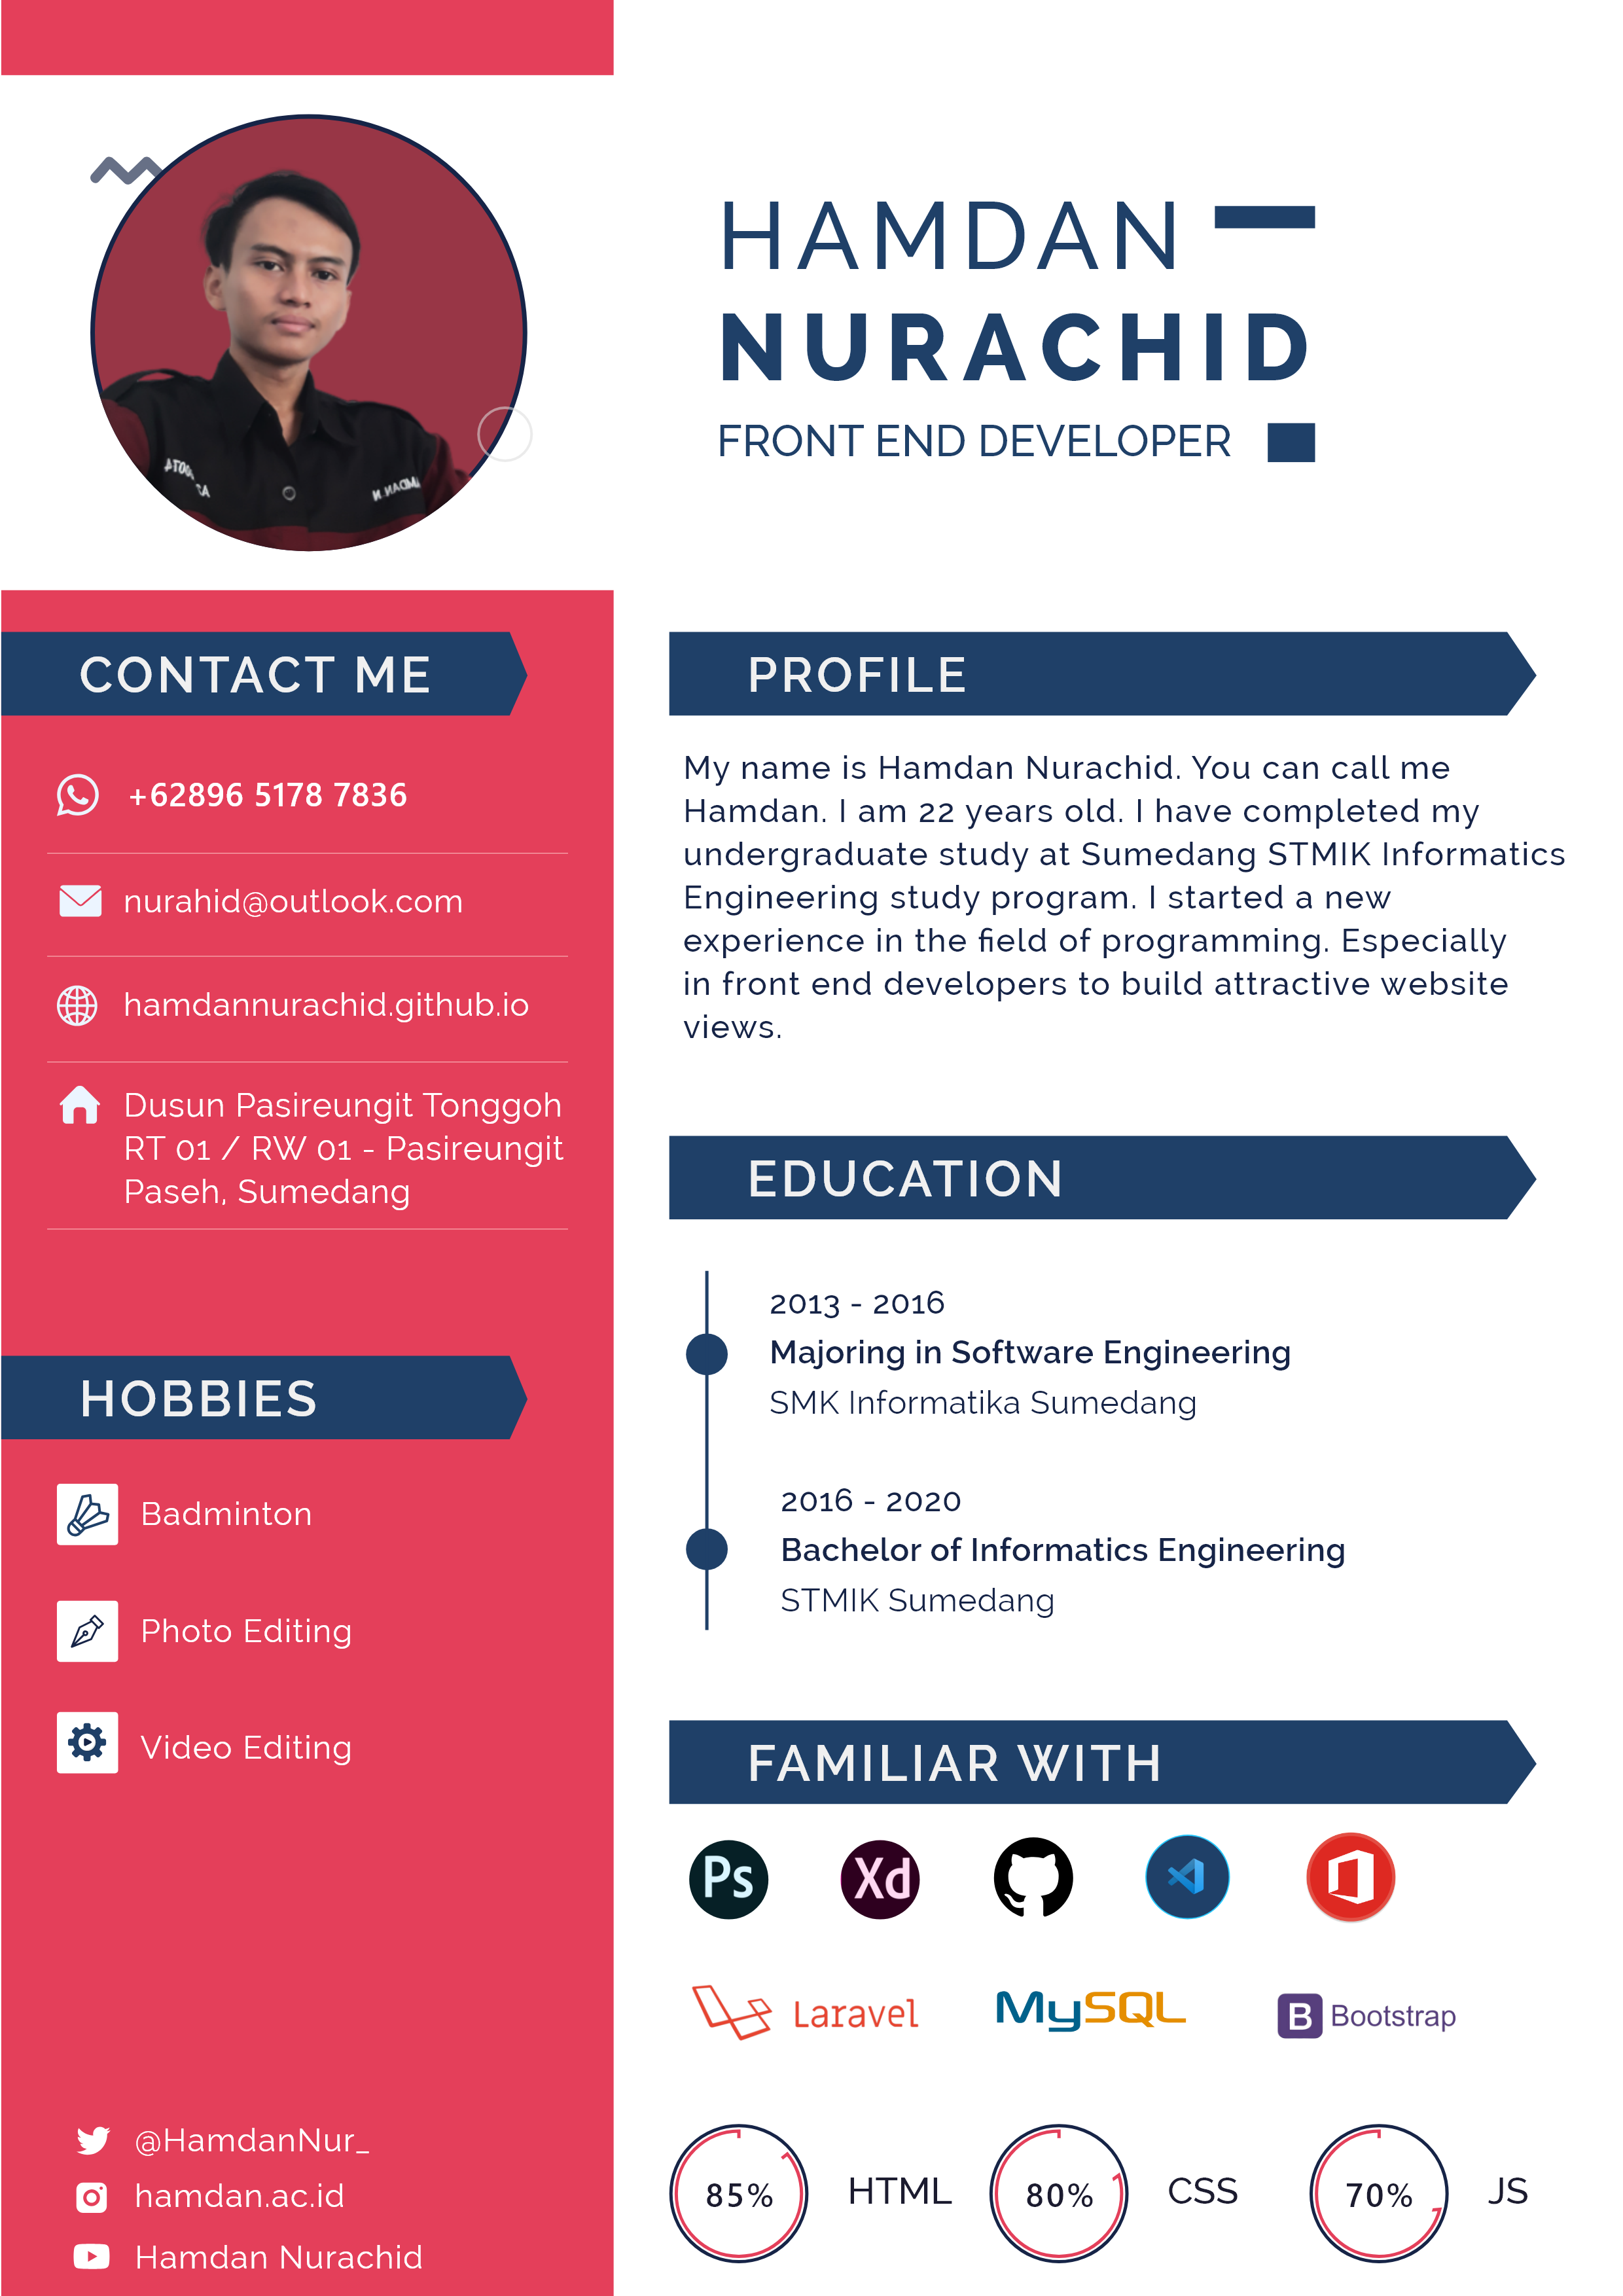 HAMDAN
NURACHID
FRONT END DEVELOPER
CONTACT ME
+62896 5178 7836
nurahid@outlook.com
hamdannurachid.github.io
Dusun Pasireungit Tonggoh
RT 01 / RW 01 - Pasireungit
Paseh, Sumedang
HOBBIES
Badminton
Photo Editing
Video Editing
@HamdanNur_
hamdan.ac.id
Hamdan Nurachid
PROFILE
My name is Hamdan Nurachid. You can call me
Hamdan. I am 22 years old. I have completed my
undergraduate study at Sumedang STMIK Informatics
Engineering study program. I started a new
experience in the field of programming. Especially
in front end developers to build attractive website
views.
EDUCATION
2013 - 2016
Majoring in Software Engineering
SMK Informatika Sumedang
2016 - 2020
Bachelor of Informatics Engineering
STMIK Sumedang
FAMILIAR WITH
Ps Xd
Laravel MySQL B Bootstrap
85% HTML 80% CSS 70% JS